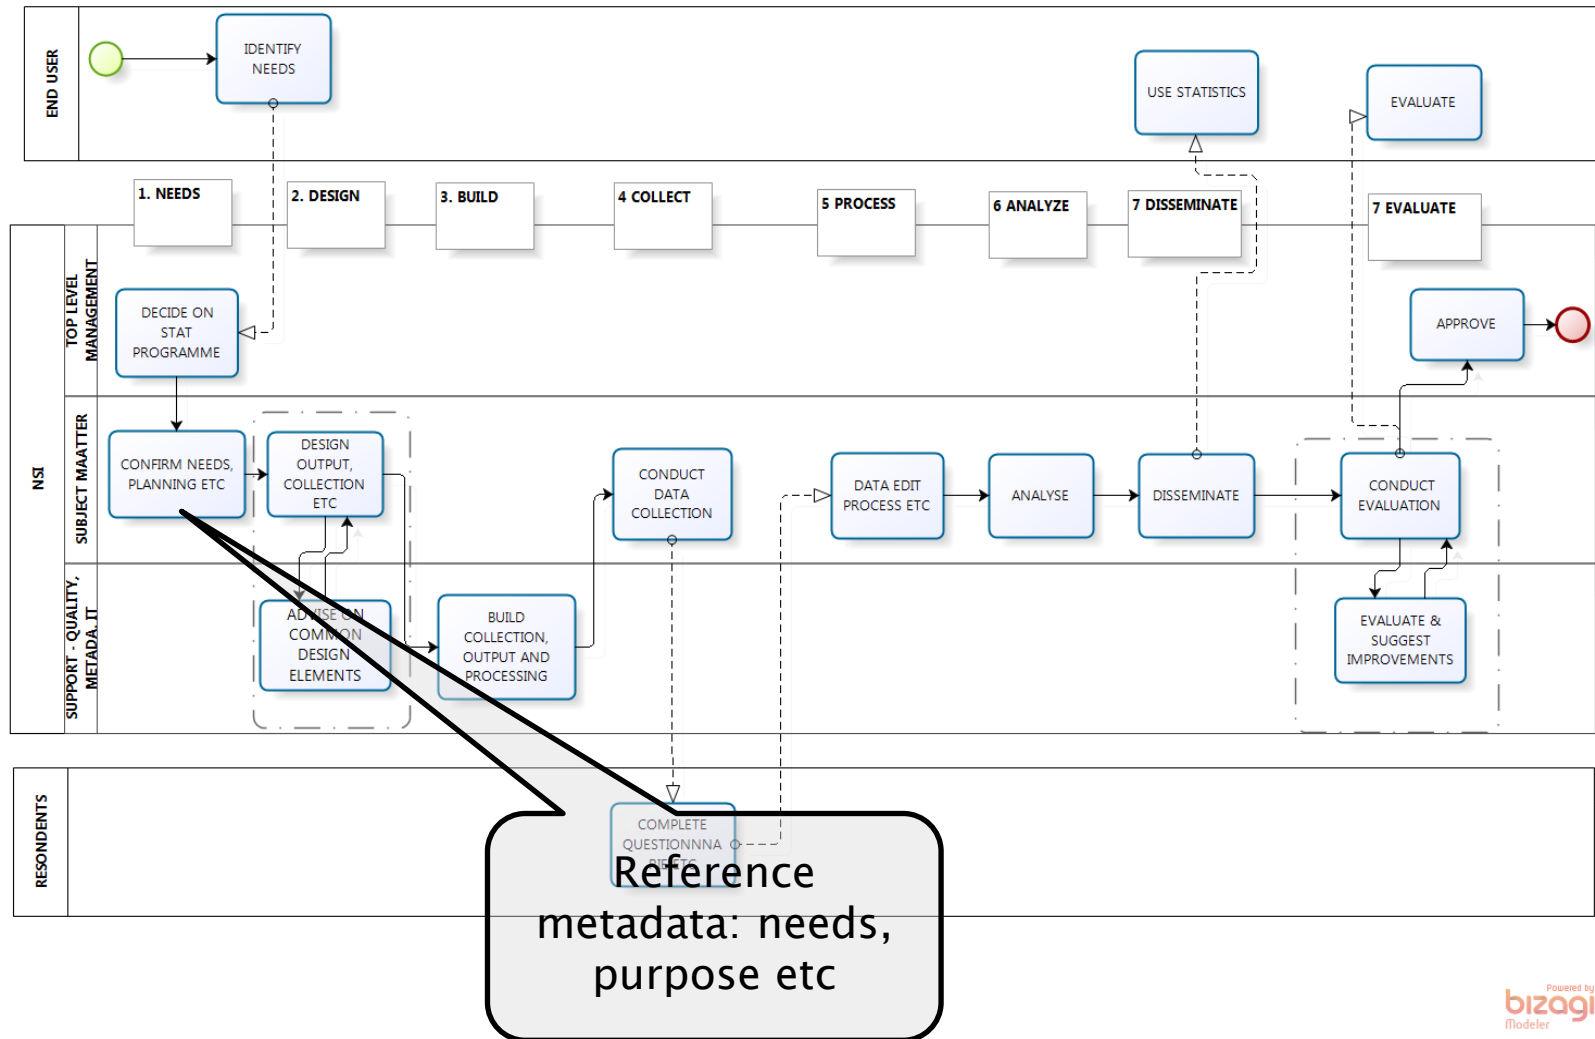 END USER
IDENTIFY
NEEDS
USE STATISTICS
EVALUATE
1. NEEDS
2. DESIGN
3. BUILD
4 COLLECT
5 PROCESS
6 ANALYZE
7 DISSEMINATE
7 EVALUATE
NSI
TOP LEVEL
MANAGEMENT
DECIDE ON
STAT
PROGRAMME
APPROVE
SUBJECT MAATTER
CONFIRM NEEDS,
PLANNING ETC
DESIGN
OUTPUT,
COLLECTION
ETC
CONDUCT
DATA
COLLECTION
DATA EDIT
PROCESS ETC
ANALYSE
DISSEMINATE
CONDUCT
EVALUATION
SUPPORT - QUALITY,
METADA, IT
ADVISE ON
COMMON
DESIGN
ELEMENTS
BUILD
COLLECTION,
OUTPUT AND
PROCESSING
EVALUATE &
SUGGEST
IMPROVEMENTS
RESONDENTS
COMPLETE
QUESTIONNNA
Reference
metadata: needs,
purpose etc
Powered by
bizagi
Modeler